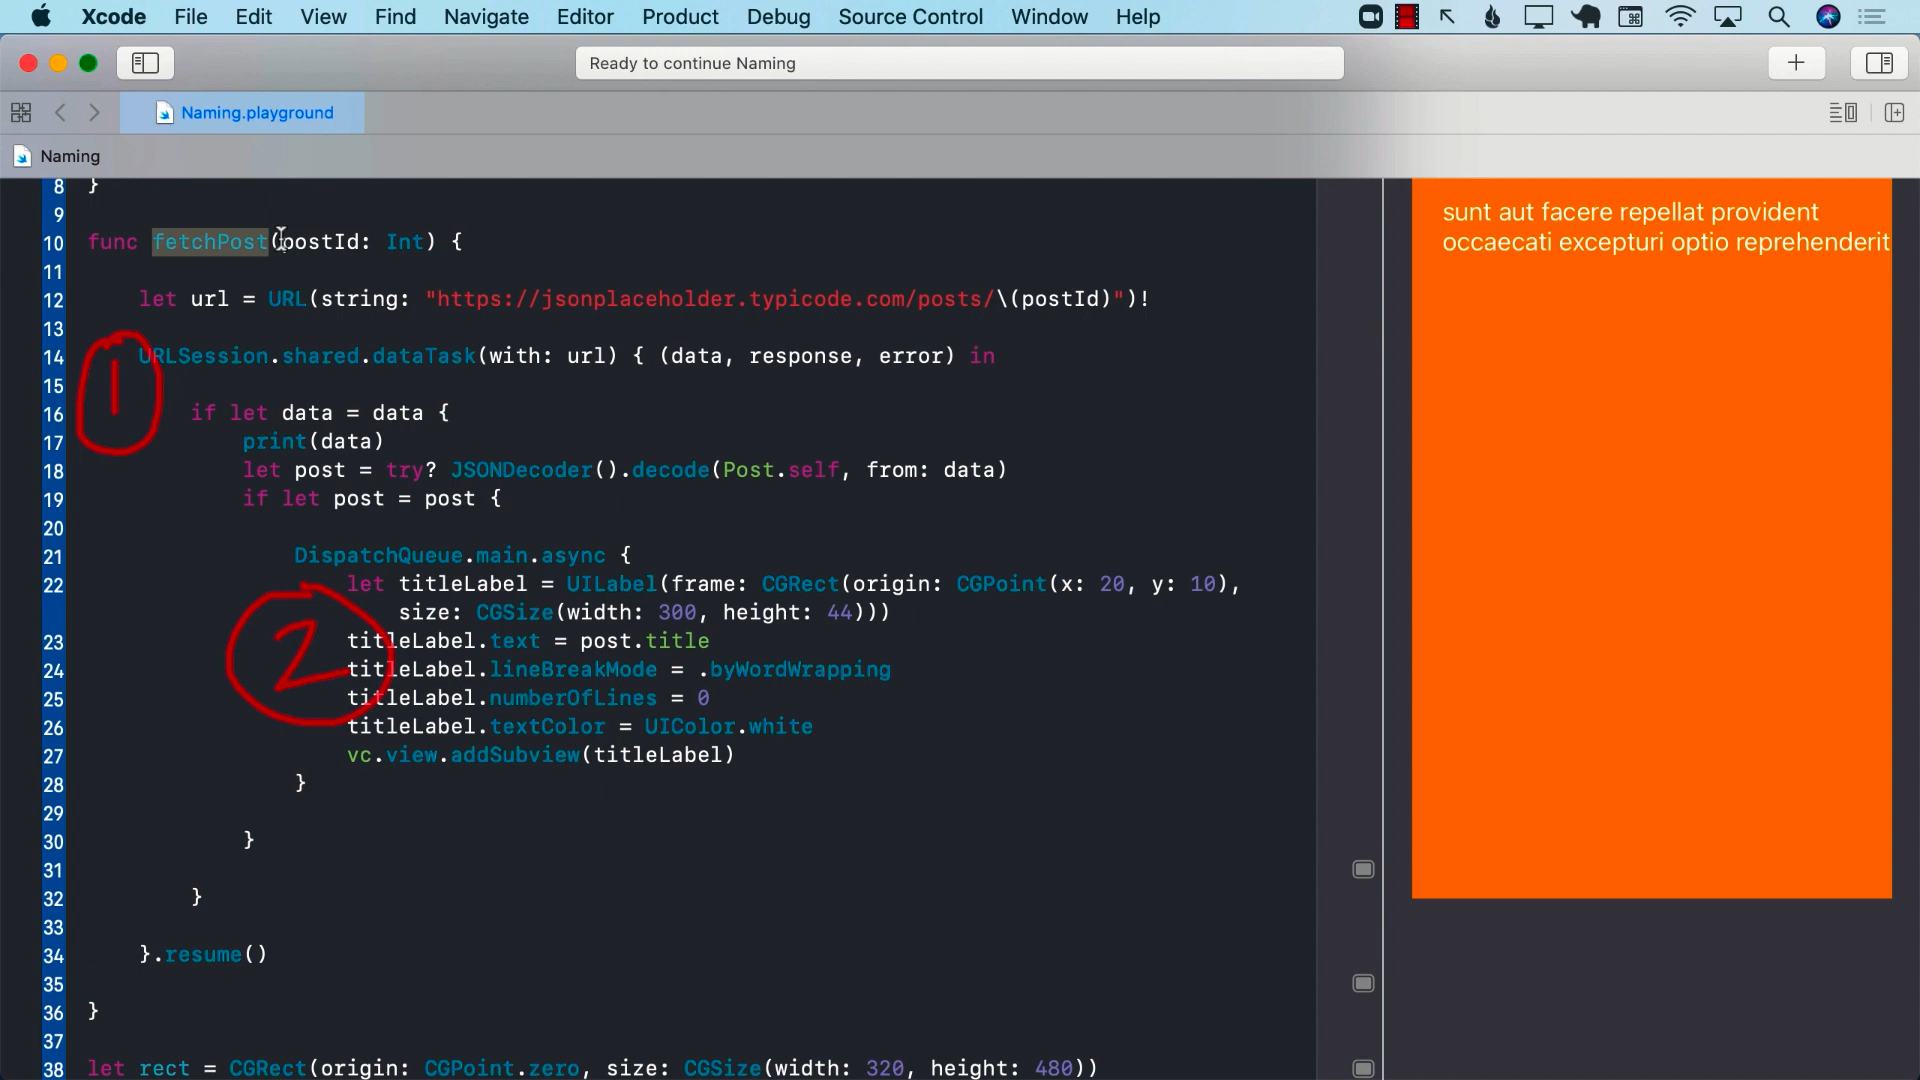 Xcode File Edit View Find Navigate Editor Product Debug Source Control Window Help
Ready to continue Naming
Naming.playground
Naming
8 }
9
10 func fetchPost(postId: Int) {
11
12 let url = URL(string: "https://jsonplaceholder.typicode.com/posts/\(postId)")!
13
14 URLSession.shared.dataTask(with: url) { (data, response, error) in
15
16 if let data = data {
17 print(data)
18 let post = try? JSONDecoder().decode(Post.self, from: data)
19 if let post = post {
20
21 DispatchQueue.main.async {
22 let titleLabel = UILabel(frame: CGRect(origin: CGPoint(x: 20, y: 10),
size: CGSize(width: 300, height: 44)))
23 titleLabel.text = post.title
24 titleLabel.lineBreakMode = .byWordWrapping
25 titleLabel.numberOfLines = 0
26 titleLabel.textColor = UIColor.white
27 vc.view.addSubview(titleLabel)
28 }
29
30 }
31
32 }
33
34 }.resume()
35
36 }
37
38 let rect = CGRect(origin: CGPoint.zero, size: CGSize(width: 320, height: 480))
1
2
sunt aut facere repellat provident
occaecati excepturi optio reprehenderit